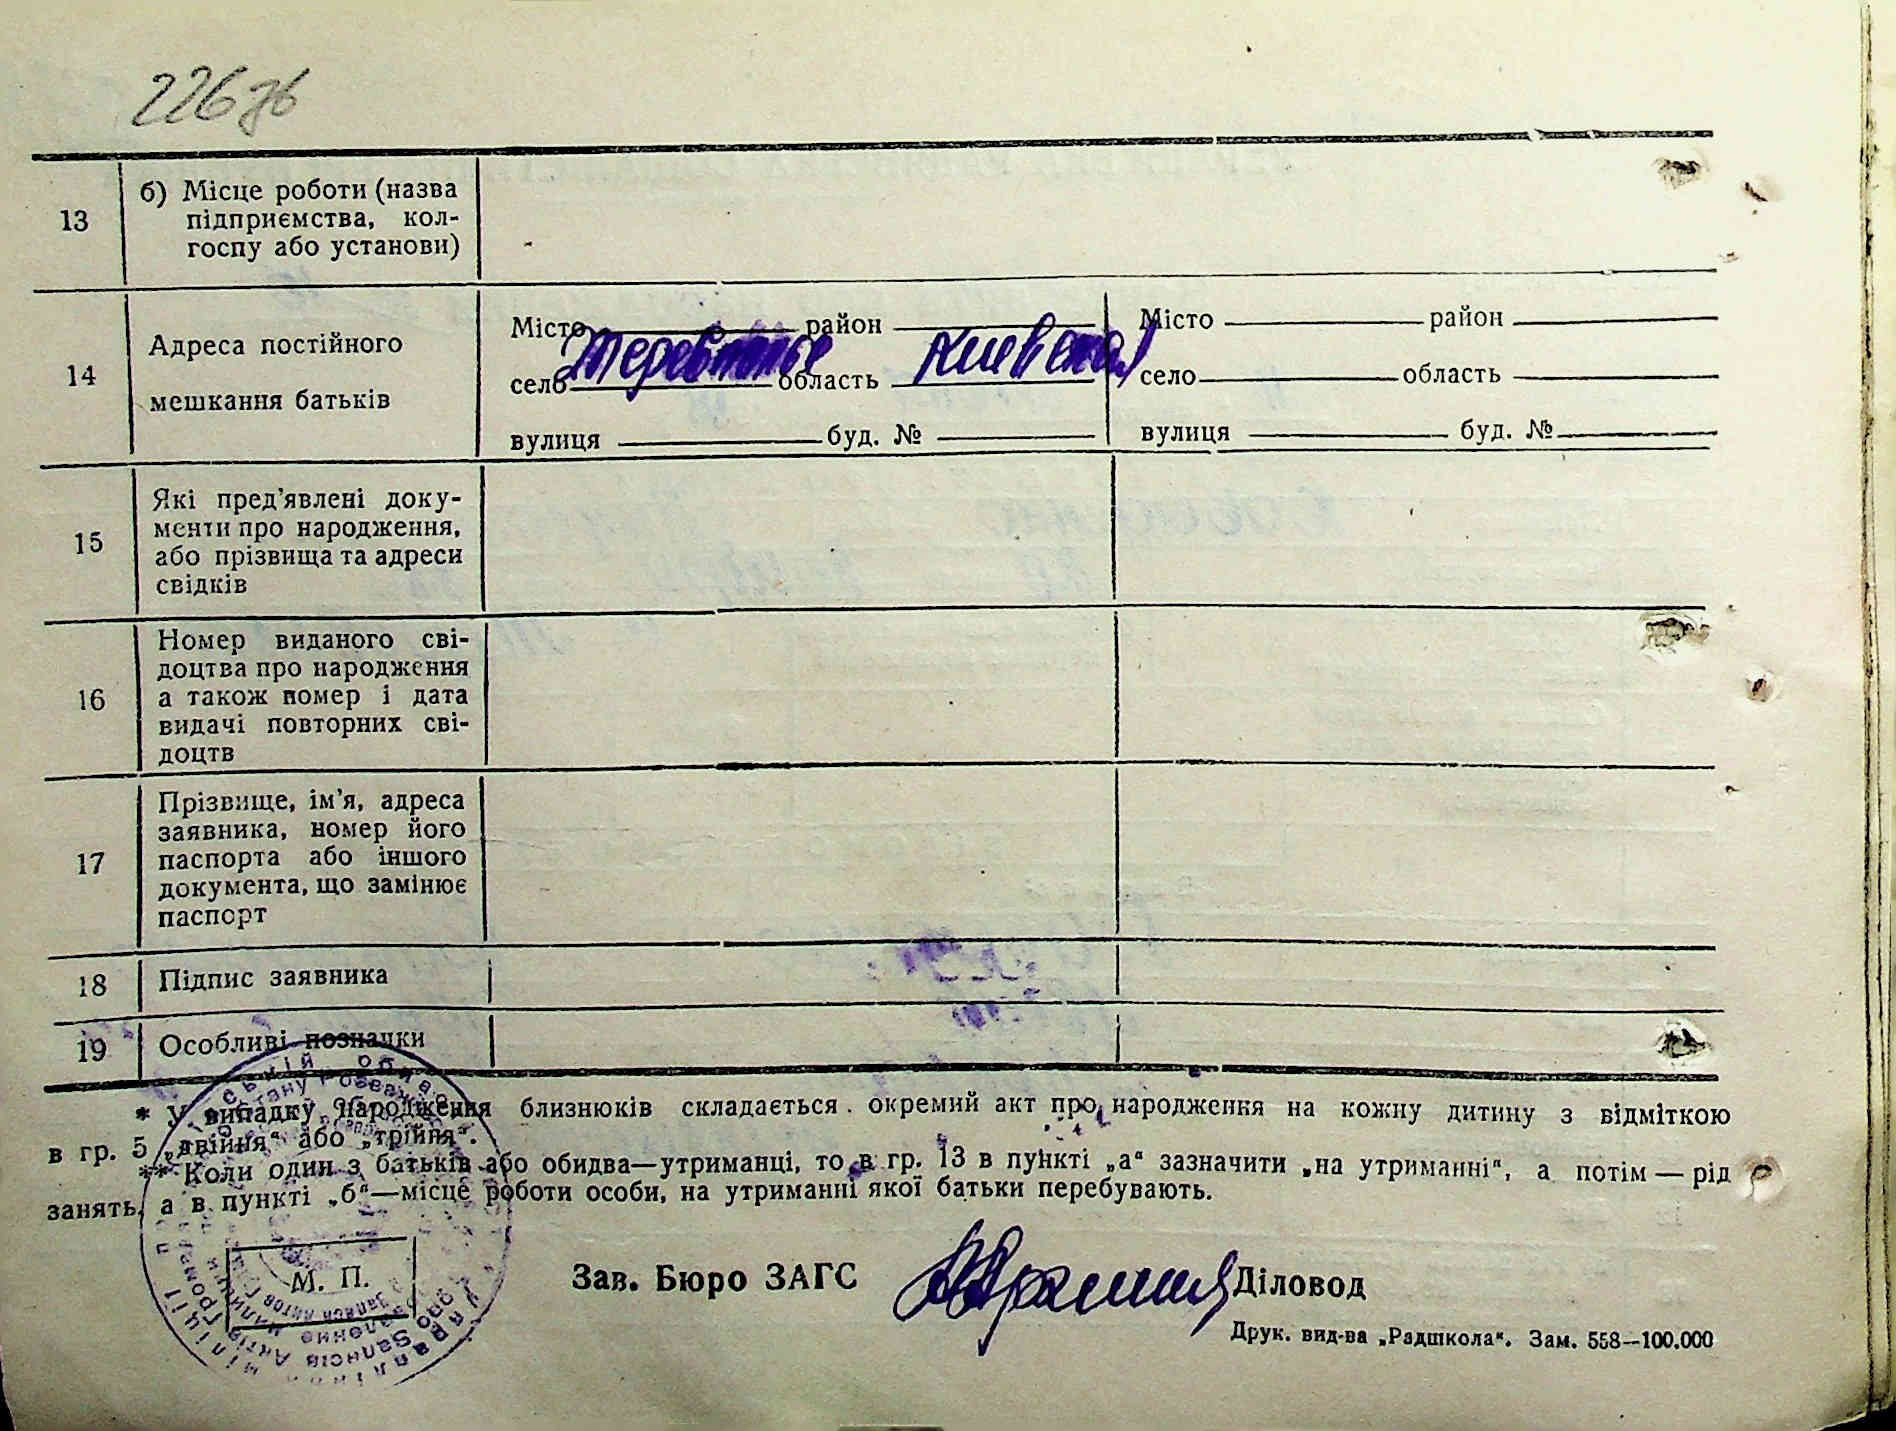 226 зв
13
б) Місце роботи (назва
підприємства, кол-
госпу або установи)
14
Адреса постійного
мешкання батьків
Місто район
село область Киевская
вулиця буд. №
Місто район
село область
вулиця буд. №
15
Які пред'явлені доку-
менти про народження,
або прізвища та адреси
свідків
16
Номер виданого сві-
доцтва про народження
а також номер і дата
видачі повторних сві-
доцтв
17
Прізвище, ім'я, адреса
заявника, номер його
паспорта або іншого
документа, що замінює
паспорт
18
Підпис заявника
19
Особливі позначки
* У випадку народження близнюків складається окремий акт про народження на кожну дитину з відміткою
в гр. 5 „двійня“ або „трійня“.
** Коли один з батьків або обидва—утриманці, то в гр. 13 в пункті „а“ зазначити „на утриманні“, а потім — рід
занять, а в пункті „б“—місце роботи особи, на утриманні якої батьки перебувають.
М. П.
Зав. Бюро ЗАГС
Діловод
Друк. вид-ва „Радшкола“. Зам. 558—100.000